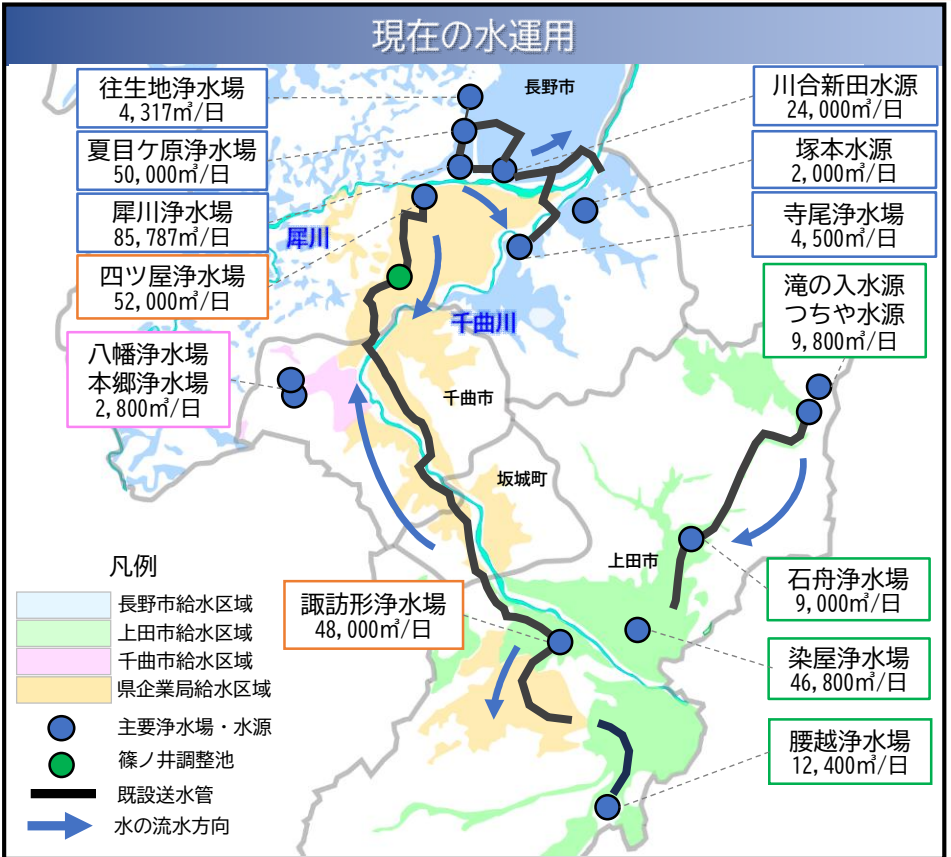 現在の水運用
往生地浄水場
4,317㎥/日
夏目ケ原浄水場
50,000㎥/日
犀川浄水場
85,787㎥/日
四ツ屋浄水場
52,000㎥/日
八幡浄水場
本郷浄水場
2,800㎥/日
長野市
川合新田水源
24,000㎥/日
塚本水源
2,000㎥/日
寺尾浄水場
4,500㎥/日
滝の入水源
つちや水源
9,800㎥/日
犀川
千曲川
千曲市
坂城町
上田市
諏訪形浄水場
48,000㎥/日
石舟浄水場
9,000㎥/日
染屋浄水場
46,800㎥/日
腰越浄水場
12,400㎥/日
凡例
長野市給水区域
上田市給水区域
千曲市給水区域
県企業局給水区域
主要浄水場・水源
篠ノ井調整池
既設送水管
水の流水方向